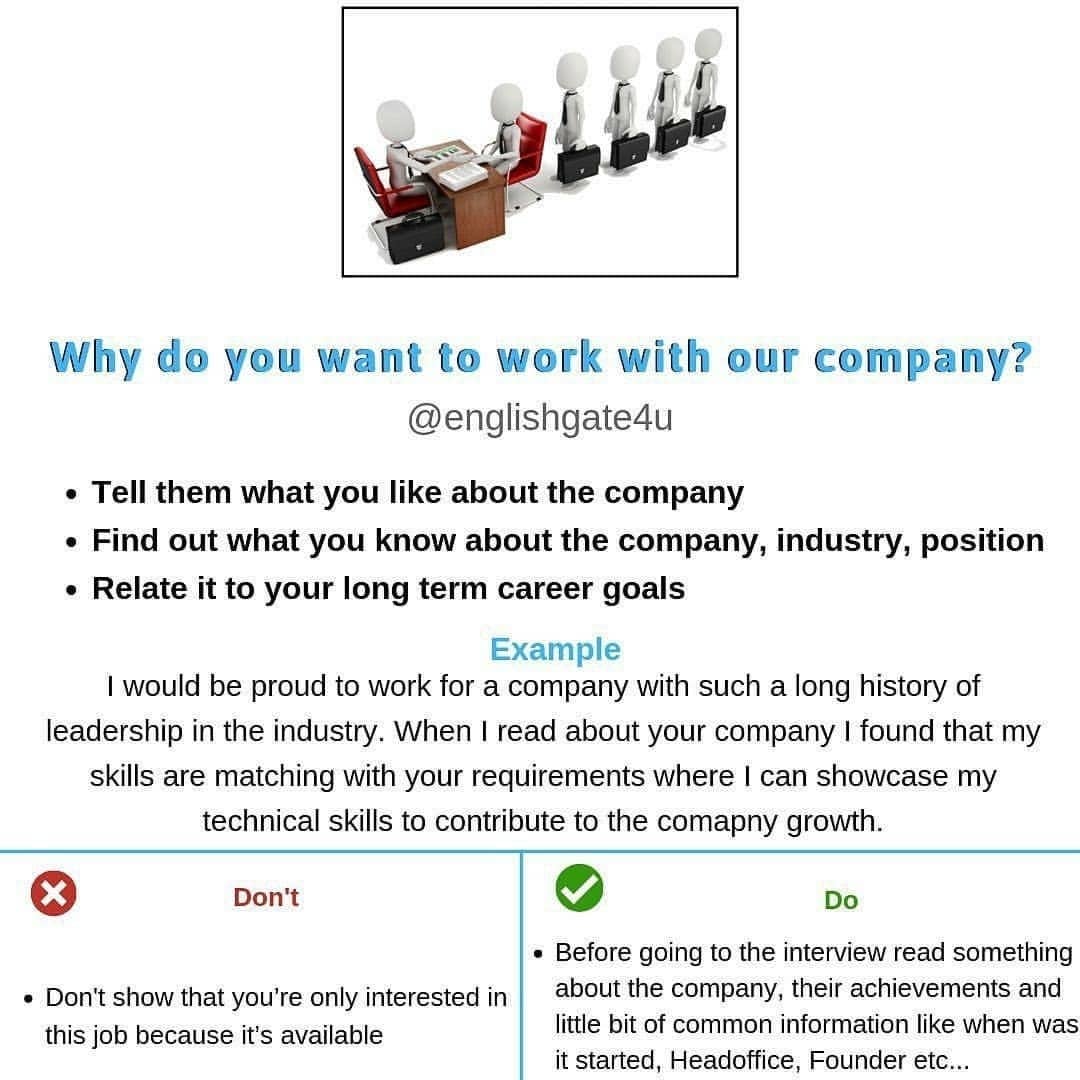 Why do you want to work with our company?
@englishgate4u
• Tell them what you like about the company
• Find out what you know about the company, industry, position
• Relate it to your long term career goals
Example
I would be proud to work for a company with such a long history of
leadership in the industry. When I read about your company I found that my
skills are matching with your requirements where I can showcase my
technical skills to contribute to the comapny growth.
Don't
• Don't show that you’re only interested in
this job because it’s available
Do
• Before going to the interview read something
about the company, their achievements and
little bit of common information like when was
it started, Headoffice, Founder etc...